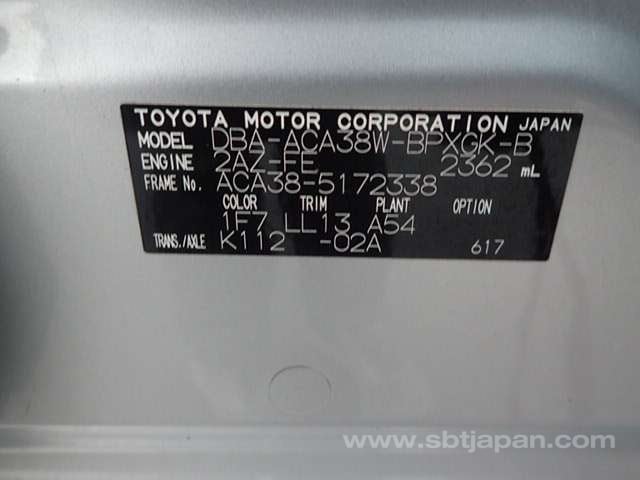 TOYOTA MOTOR CORPORATION JAPAN
MODEL DBA-ACA38W-BPXGK-B
ENGINE 2AZ-FE 2362 mL
FRAME No. ACA38-5172338
COLOR TRIM PLANT OPTION
1F7 LL13 A54
TRANS./AXLE K112 -02A 617
www.sbtjapan.com